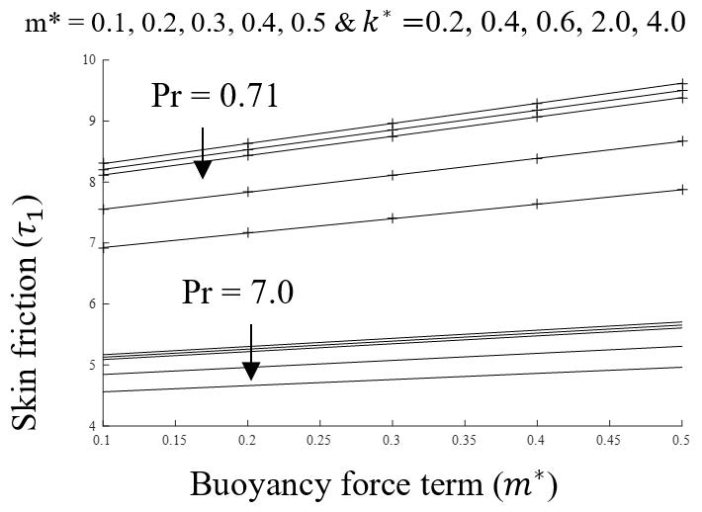 m* = 0.1, 0.2, 0.3, 0.4, 0.5 & k* =0.2, 0.4, 0.6, 2.0, 4.0
10
Pr = 0.71
9
8
7
Pr = 7.0
6
5
4
0.1 0.15 0.2 0.25 0.3 0.35 0.4 0.45 0.5
Skin friction (τ₁)
Buoyancy force term (m*)